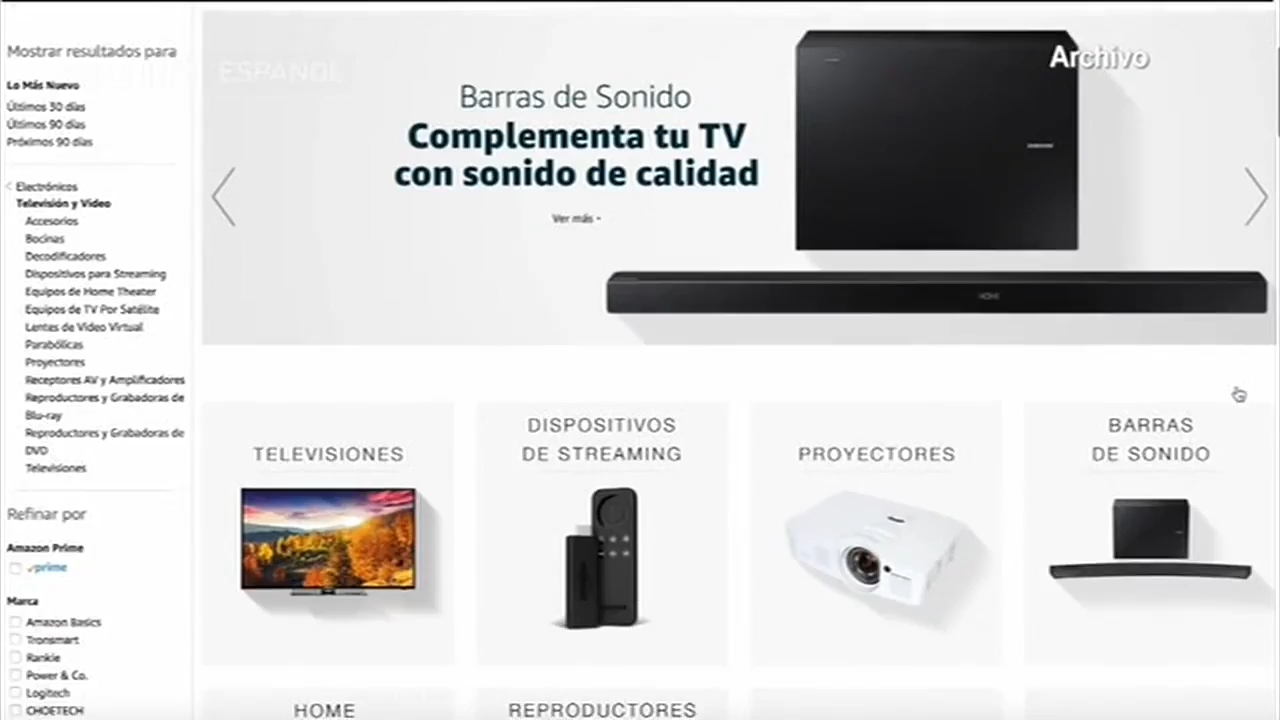 Mostrar resultados para
Lo Más Nuevo
Últimos 30 días
Últimos 90 días
Próximos 90 días
Electrónicos
Televisión y Video
Accesorios
Bocinas
Decodificadores
Dispositivos para Streaming
Equipos de Home Theater
Equipos de TV Por Satélite
Lentes de Video Virtual
Parabólicas
Proyectores
Receptores AV y Amplificadores
Reproductores y Grabadoras de
Blu-ray
Reproductores y Grabadoras de
DVD
Televisiones
Refinar por
Amazon Prime
prime
Marca
Amazon Basics
Tronsmart
Rankie
Power & Co.
Logitech
CHOETECH
ESPAÑOL
Archivo
Barras de Sonido
Complementa tu TV
con sonido de calidad
Ver más
SAMSUNG
TELEVISIONES
DISPOSITIVOS
DE STREAMING
PROYECTORES
BARRAS
DE SONIDO
HOME
REPRODUCTORES